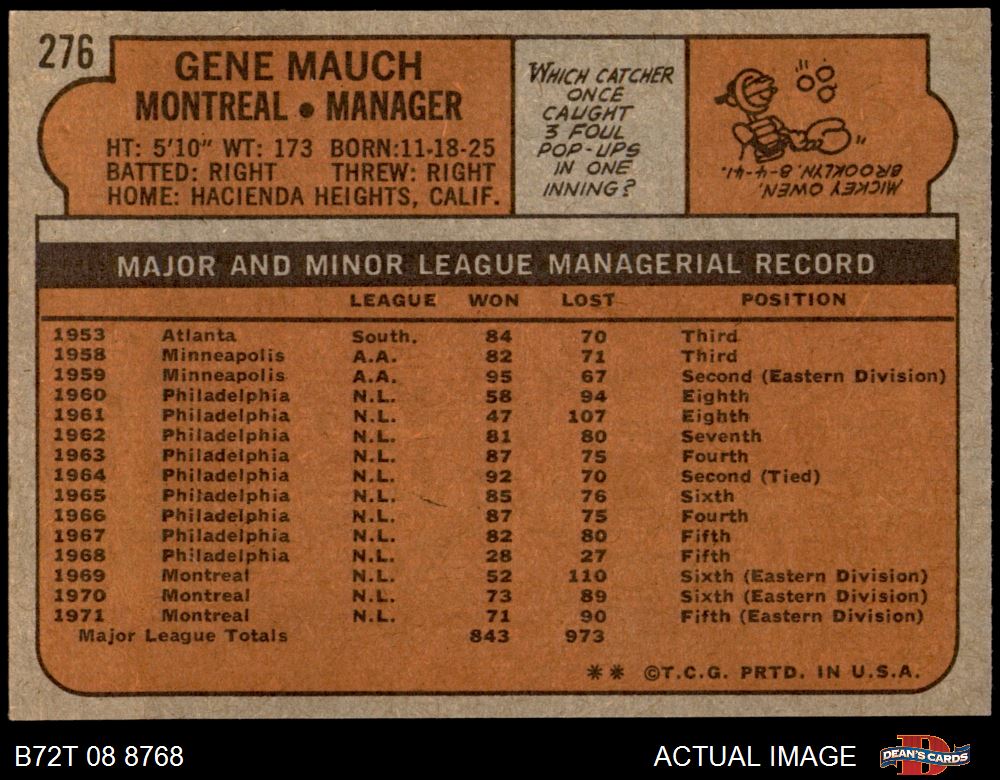 276
GENE MAUCH
MONTREAL • MANAGER
HT: 5'10" WT: 173 BORN:11-18-25
BATTED: RIGHT THREW: RIGHT
HOME: HACIENDA HEIGHTS, CALIF.
WHICH CATCHER
ONCE
CAUGHT
3 FOUL
POP-UPS
IN ONE
INNING?
MICKEY OWEN,
BROOKLYN. 8-4-41.
MAJOR AND MINOR LEAGUE MANAGERIAL RECORD
LEAGUE WON LOST POSITION
1953 Atlanta South. 84 70 Third
1958 Minneapolis A.A. 82 71 Third
1959 Minneapolis A.A. 95 67 Second (Eastern Division)
1960 Philadelphia N.L. 58 94 Eighth
1961 Philadelphia N.L. 47 107 Eighth
1962 Philadelphia N.L. 81 80 Seventh
1963 Philadelphia N.L. 87 75 Fourth
1964 Philadelphia N.L. 92 70 Second (Tied)
1965 Philadelphia N.L. 85 76 Sixth
1966 Philadelphia N.L. 87 75 Fourth
1967 Philadelphia N.L. 82 80 Fifth
1968 Philadelphia N.L. 28 27 Fifth
1969 Montreal N.L. 52 110 Sixth (Eastern Division)
1970 Montreal N.L. 73 89 Sixth (Eastern Division)
1971 Montreal N.L. 71 90 Fifth (Eastern Division)
Major League Totals 843 973
** ©T.C.G. PRTD. IN U.S.A.
B72T 08 8768
ACTUAL IMAGE
DEAN'S CARDS